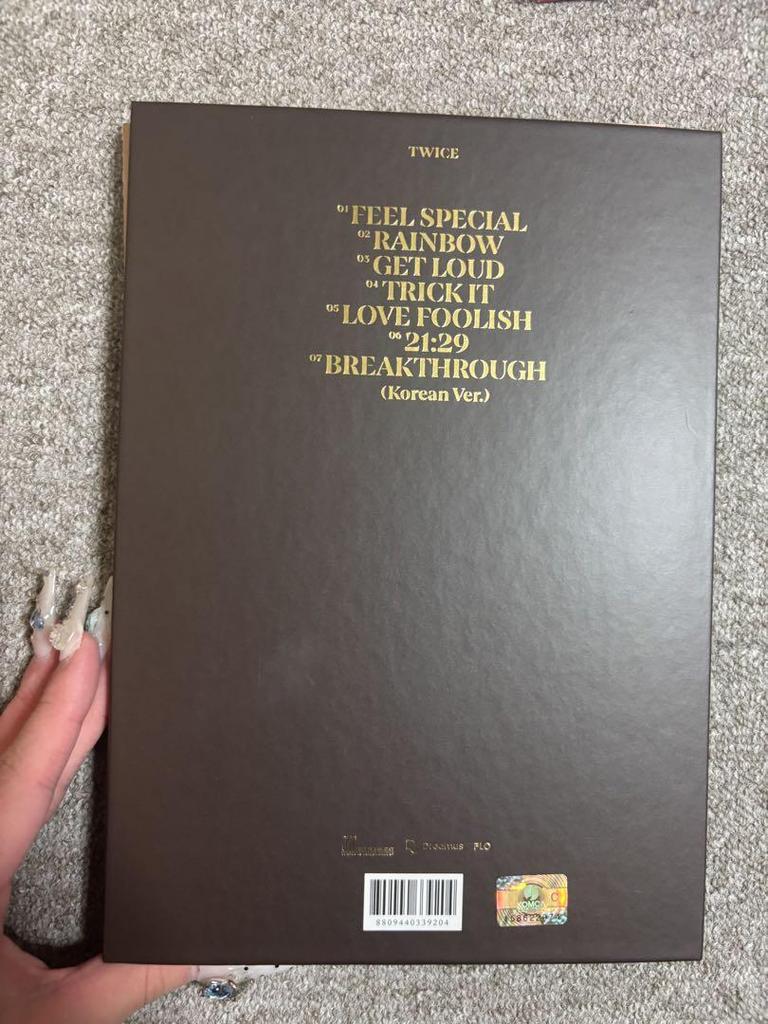 TWICE
01 FEEL SPECIAL
02 RAINBOW
03 GET LOUD
04 TRICK IT
05 LOVE FOOLISH
06 21:29
07 BREAKTHROUGH
(Korean Ver.)
Dreamus FLO
8809440339204
KOMCA C